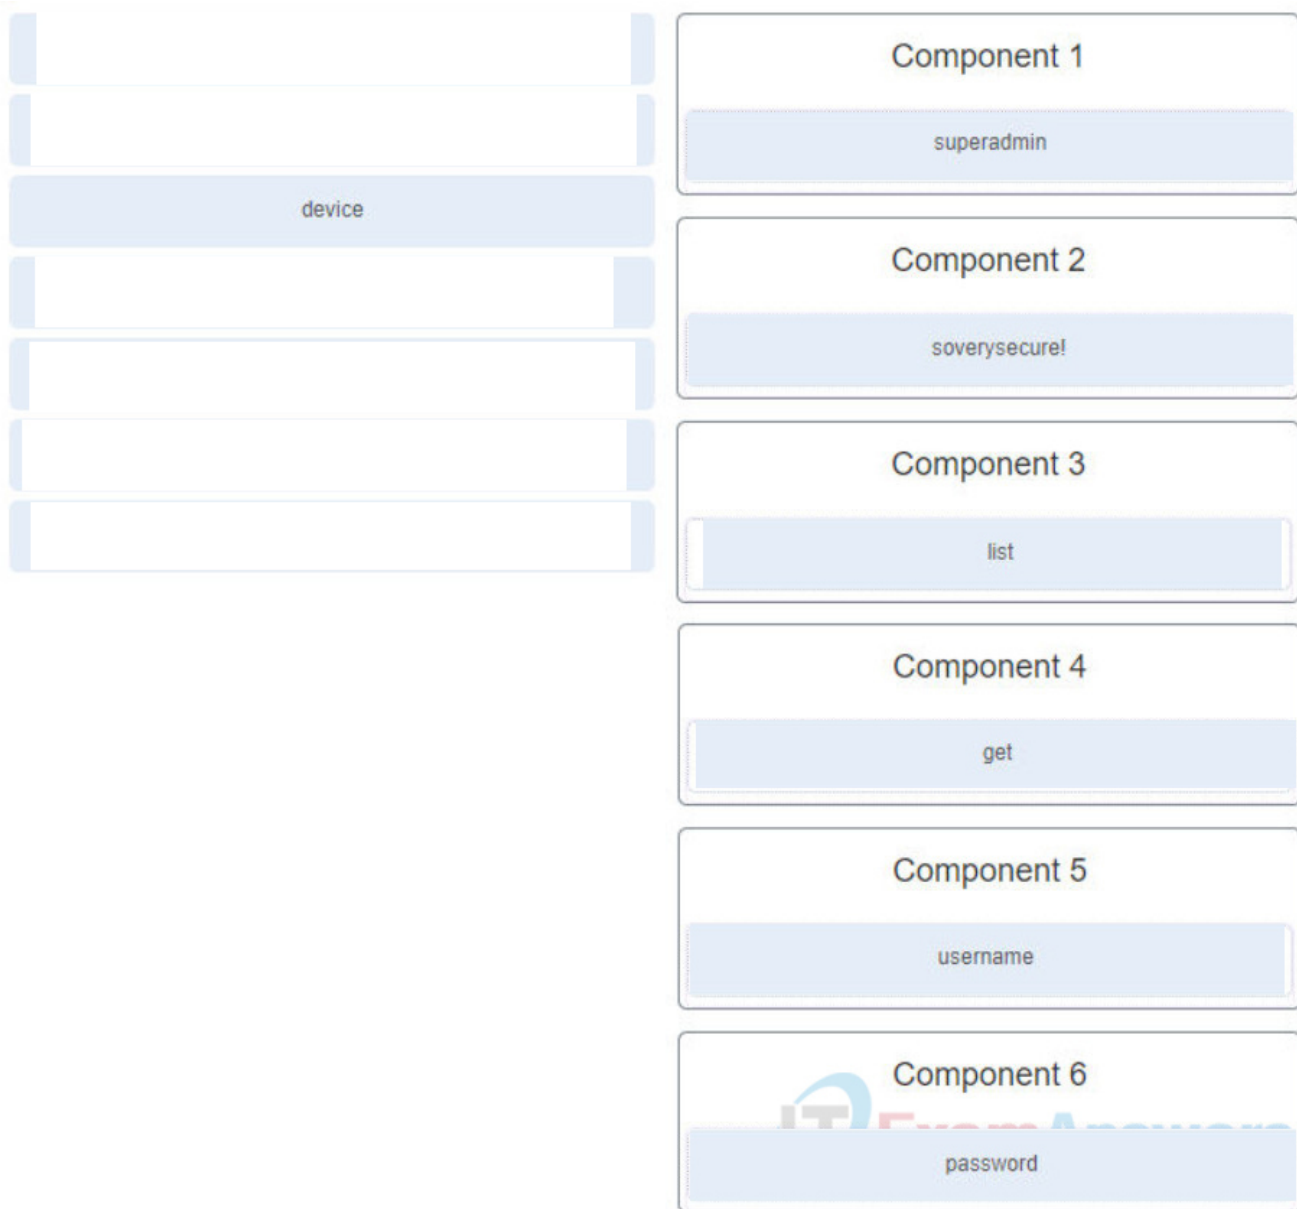 device
Component 1
superadmin
Component 2
soverysecure!
Component 3
list
Component 4
get
Component 5
username
Component 6
password